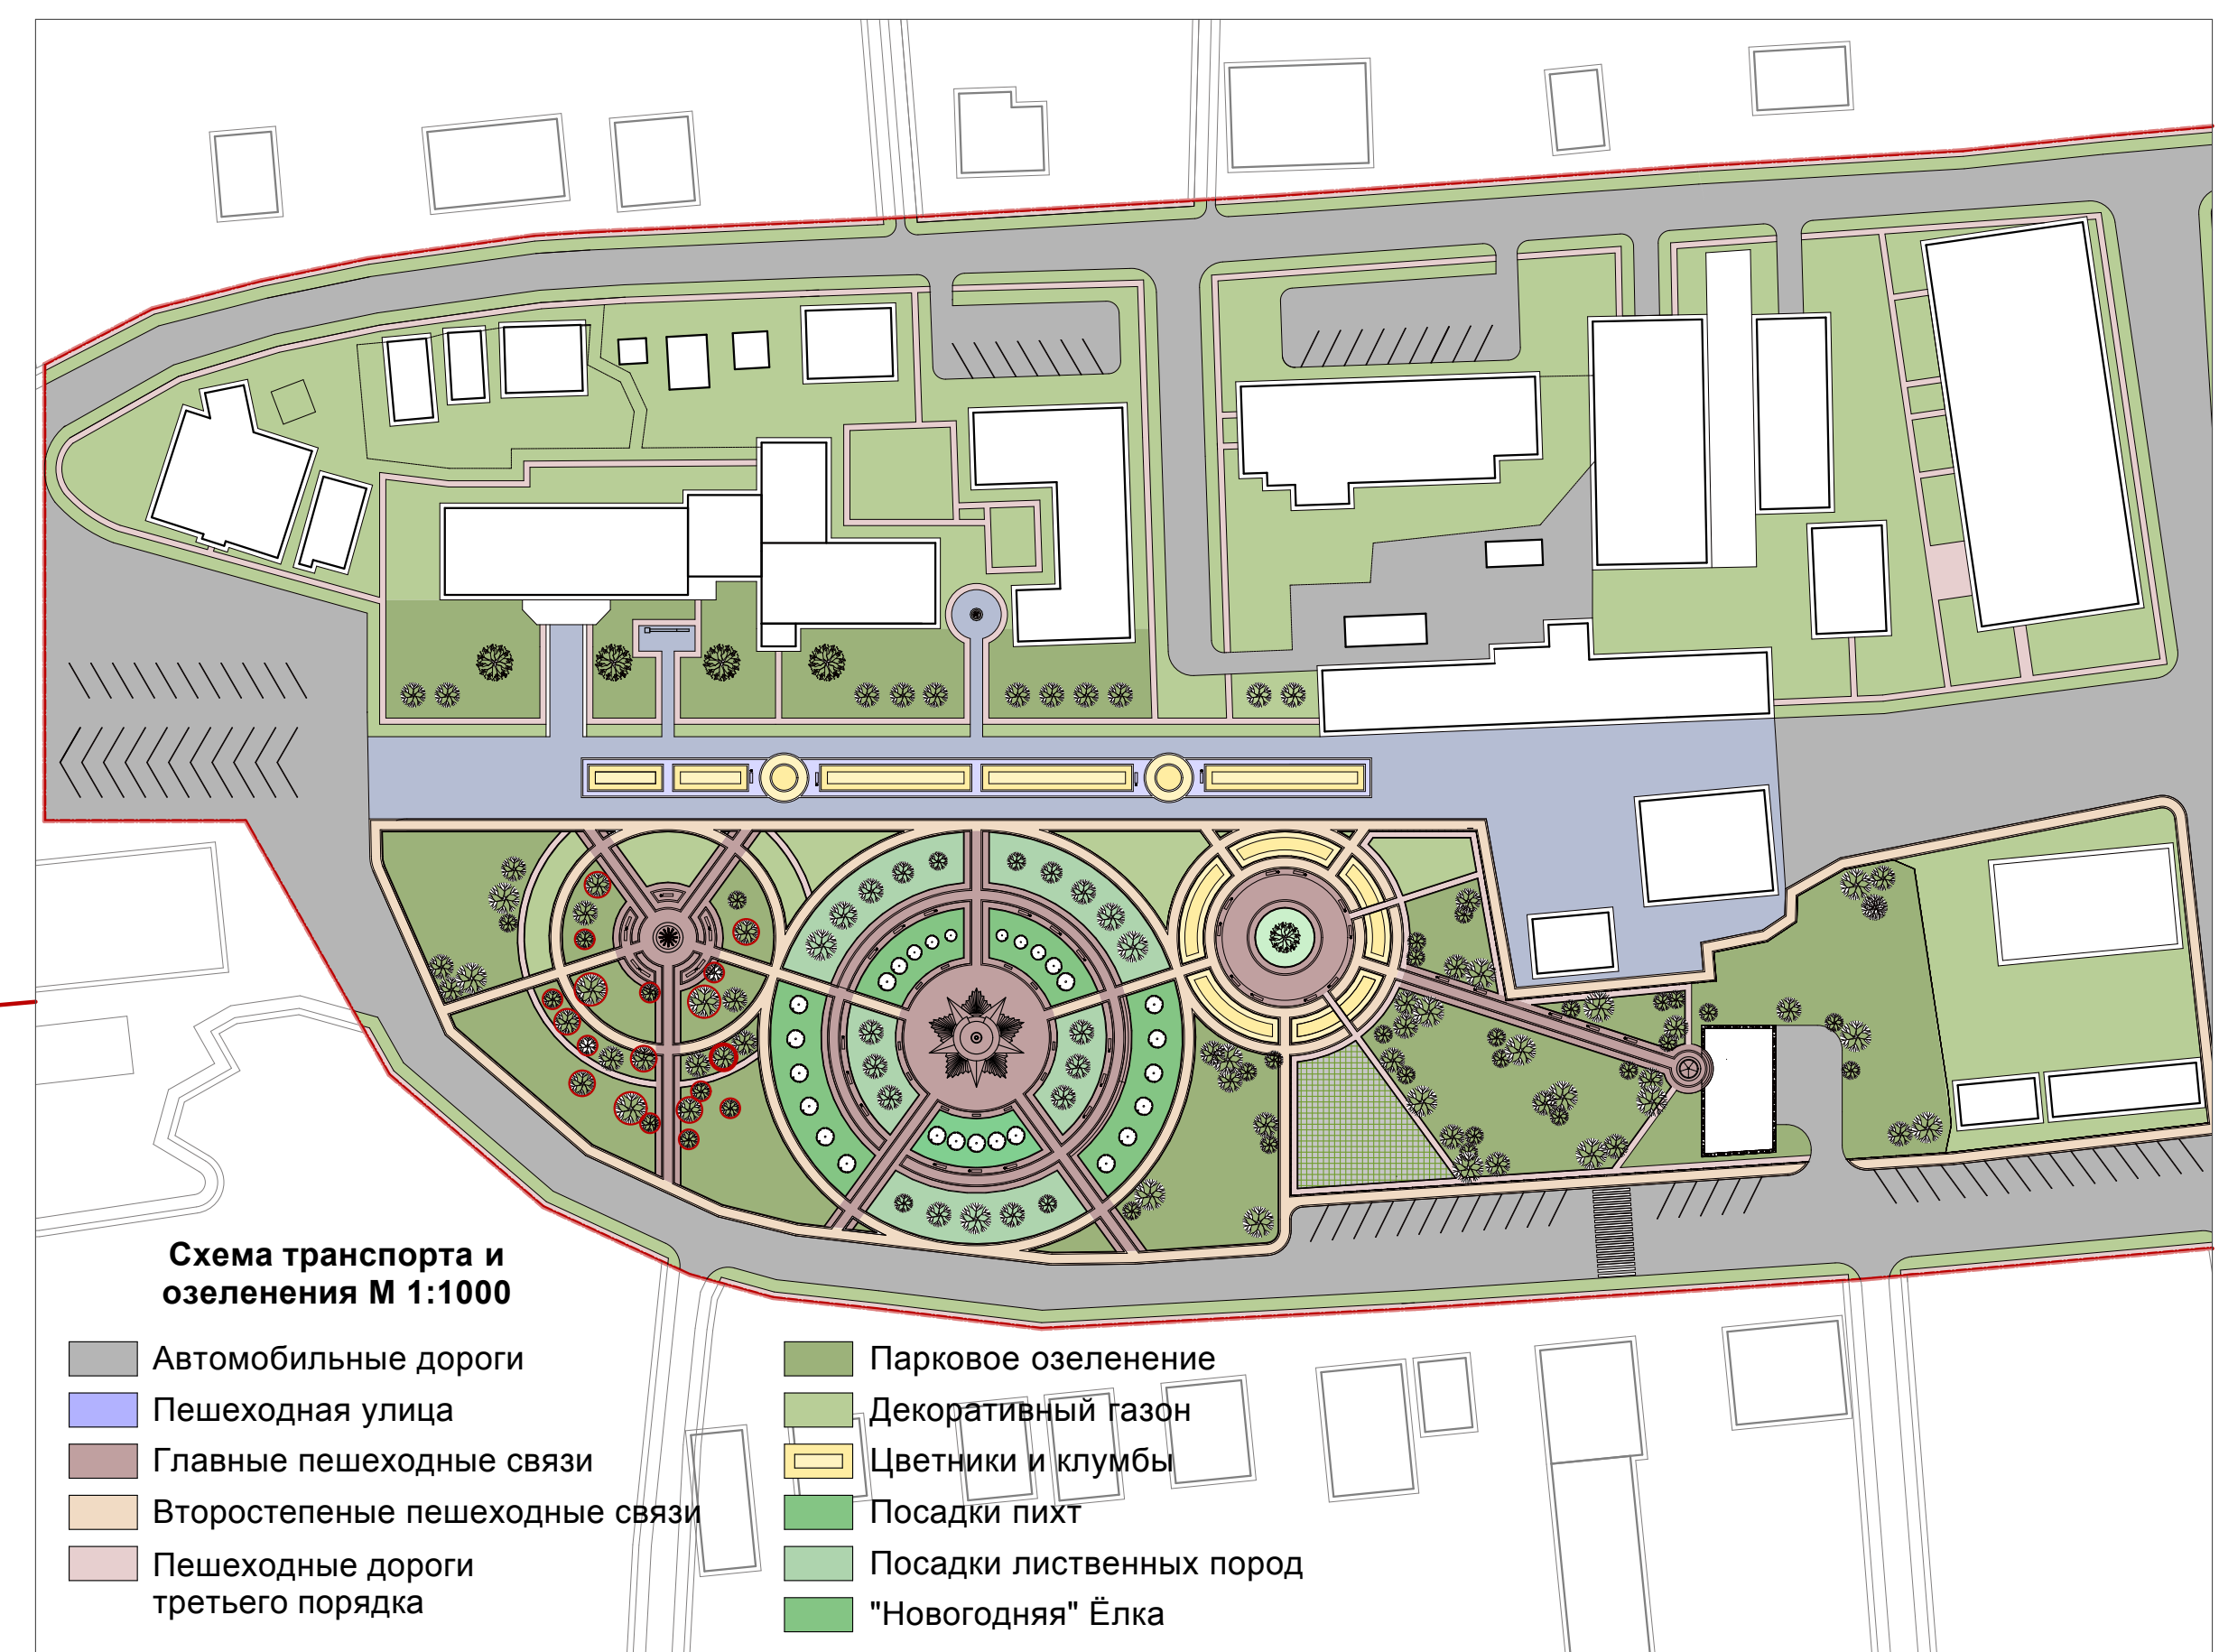 Схема транспорта и
озеленения М 1:1000
Автомобильные дороги
Пешеходная улица
Главные пешеходные связи
Второстепеные пешеходные связи
Пешеходные дороги
третьего порядка
Парковое озеленение
Декоративный газон
Цветники и клумбы
Посадки пихт
Посадки лиственных пород
"Новогодняя" Ёлка